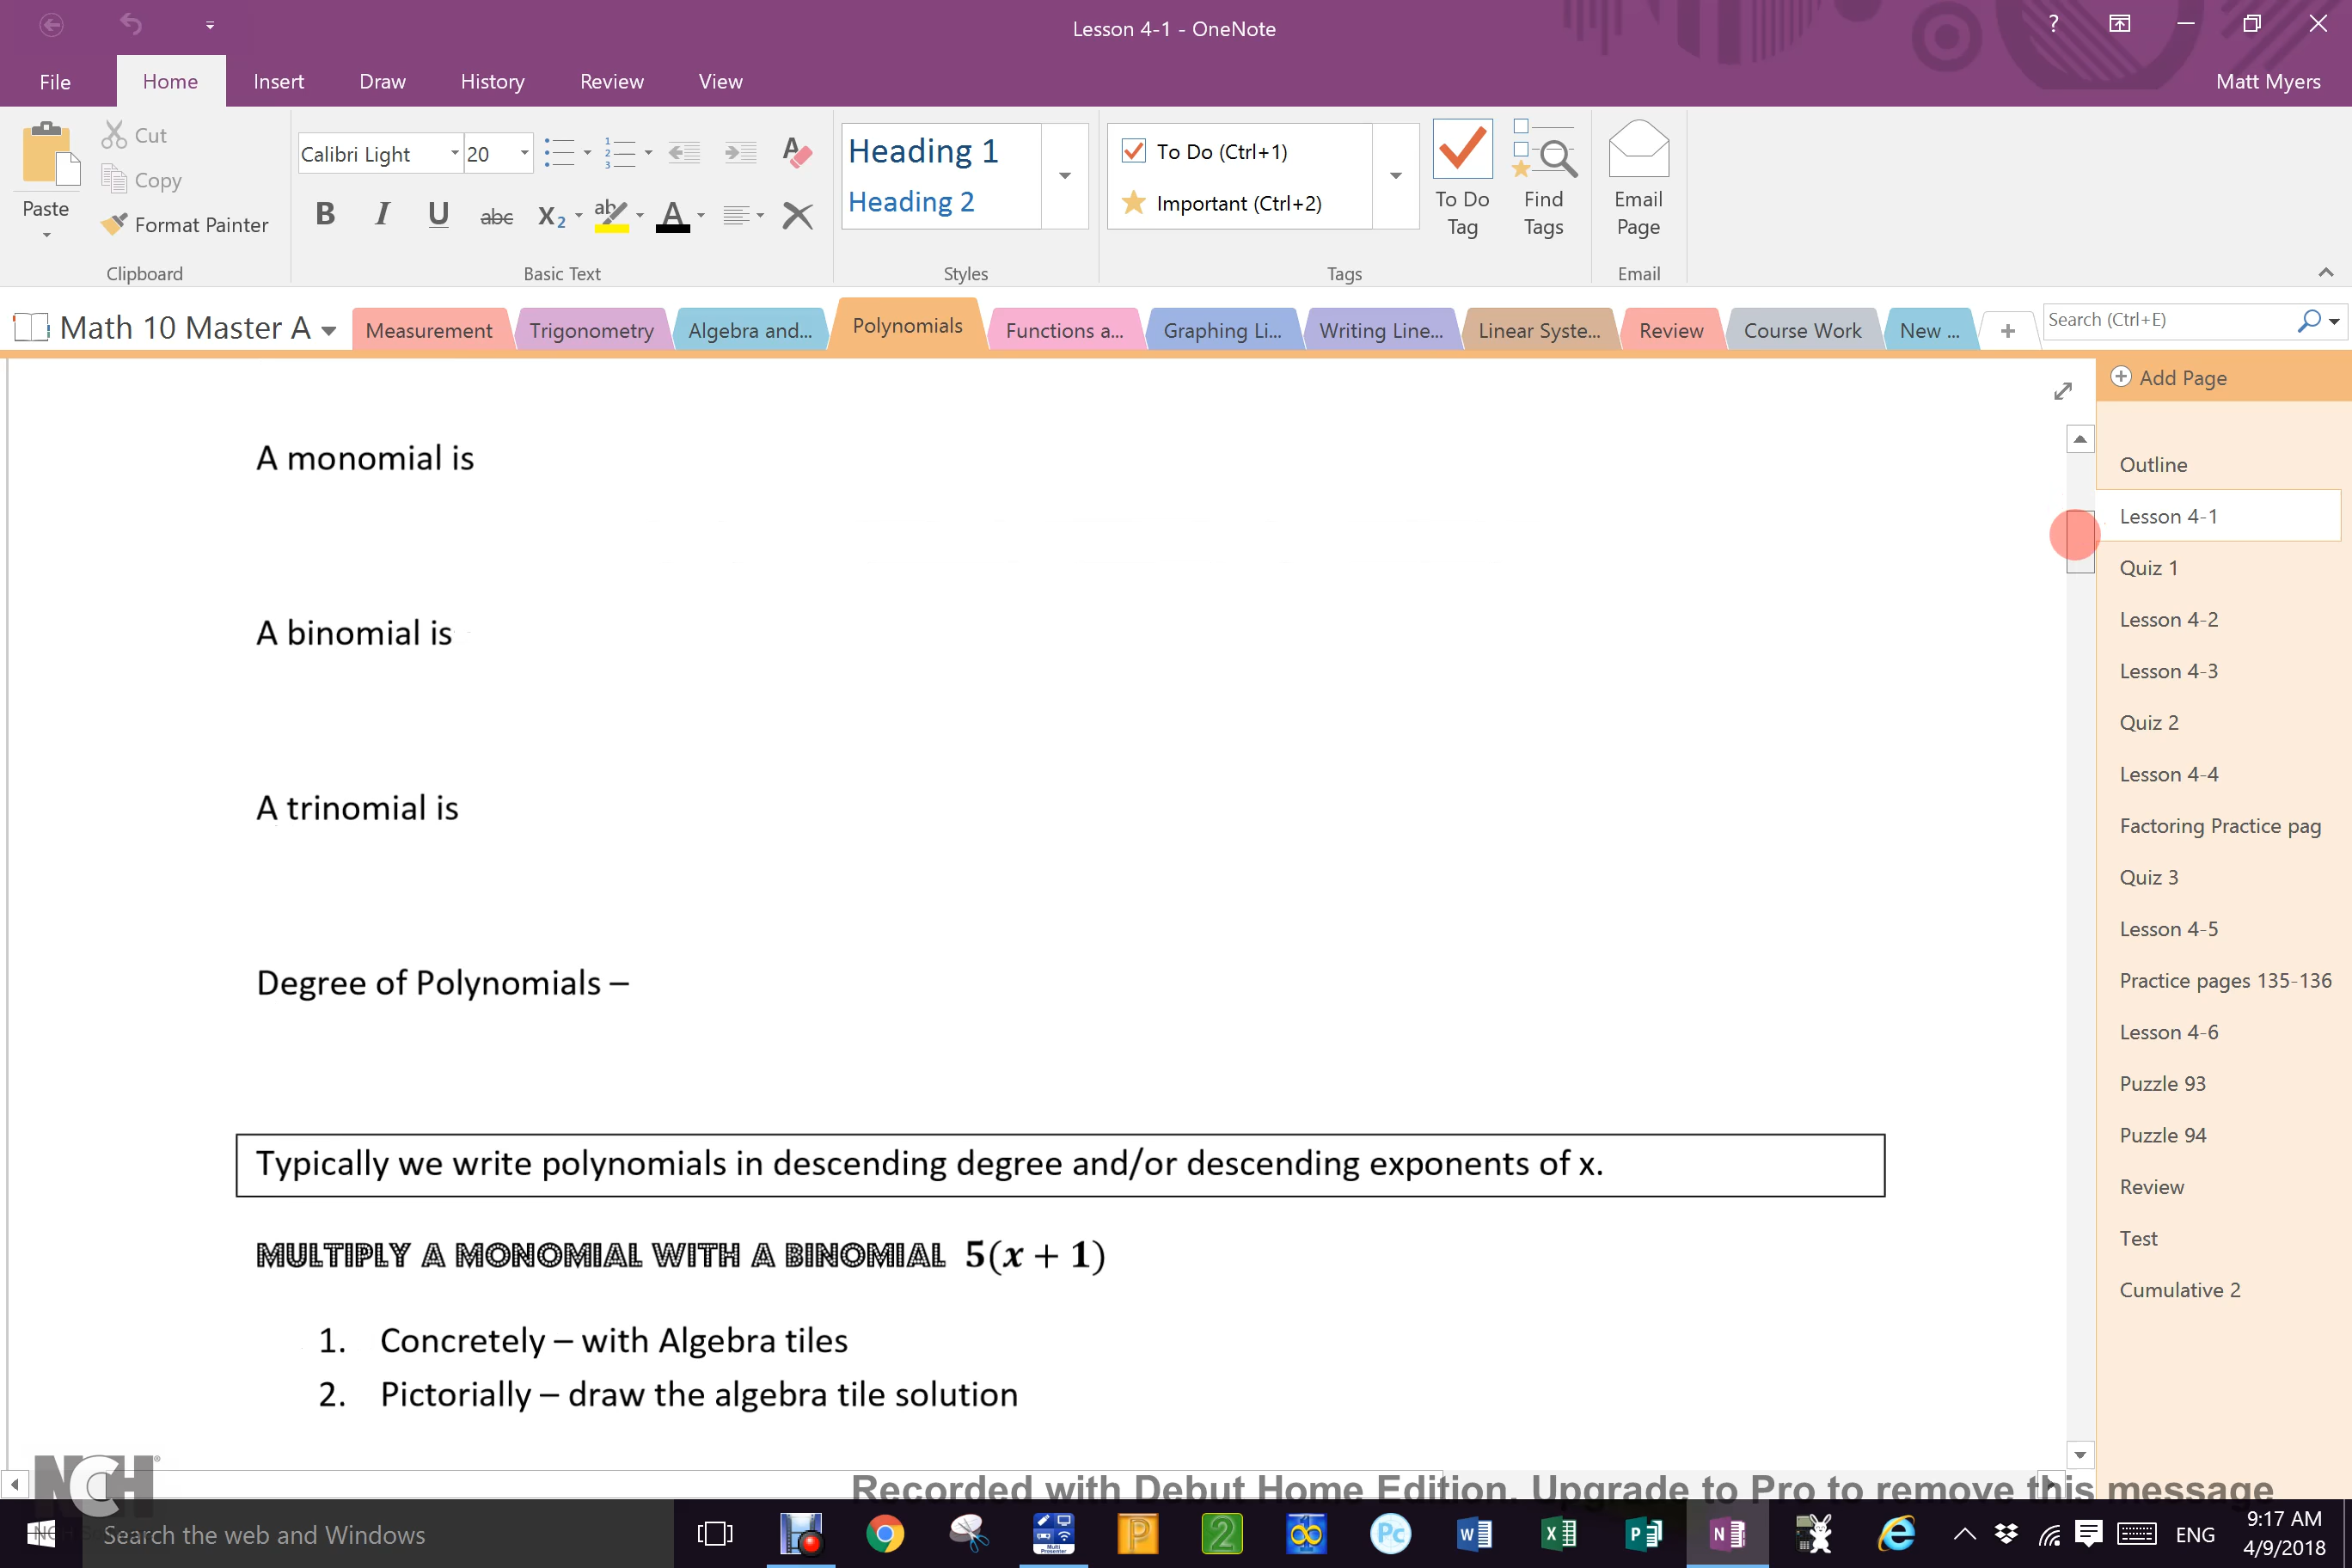 Lesson 4-1 - OneNote
?
File Home Insert Draw History Review View Matt Myers
Paste
Cut
Copy
Format Painter
Clipboard
Calibri Light 20
B I U abc X₂ ab A
Basic Text
Heading 1
Heading 2
Styles
To Do (Ctrl+1)
Important (Ctrl+2)
Tags
To Do
Tag
Find
Tags
Email
Page
Email
Math 10 Master A Measurement Trigonometry Algebra and... Polynomials Functions a... Graphing Li... Writing Line... Linear Syste... Review Course Work New ... + Search (Ctrl+E)
Add Page
A monomial is
A binomial is
A trinomial is
Degree of Polynomials –
Typically we write polynomials in descending degree and/or descending exponents of x.
MULTIPLY A MONOMIAL WITH A BINOMIAL 5(x + 1)
1. Concretely – with Algebra tiles
2. Pictorially – draw the algebra tile solution
Outline
Lesson 4-1
Quiz 1
Lesson 4-2
Lesson 4-3
Quiz 2
Lesson 4-4
Factoring Practice pag
Quiz 3
Lesson 4-5
Practice pages 135-136
Lesson 4-6
Puzzle 93
Puzzle 94
Review
Test
Cumulative 2
NCH
Recorded with Debut Home Edition. Upgrade to Pro to remove this message
Search the web and Windows
ENG
9:17 AM
4/9/2018